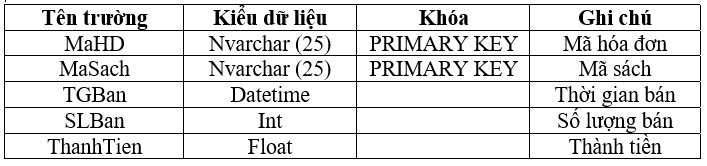 Tên trường Kiểu dữ liệu Khóa Ghi chú
MaHD Nvarchar (25) PRIMARY KEY Mã hóa đơn
MaSach Nvarchar (25) PRIMARY KEY Mã sách
TGBan Datetime Thời gian bán
SLBan Int Số lượng bán
ThanhTien Float Thành tiền